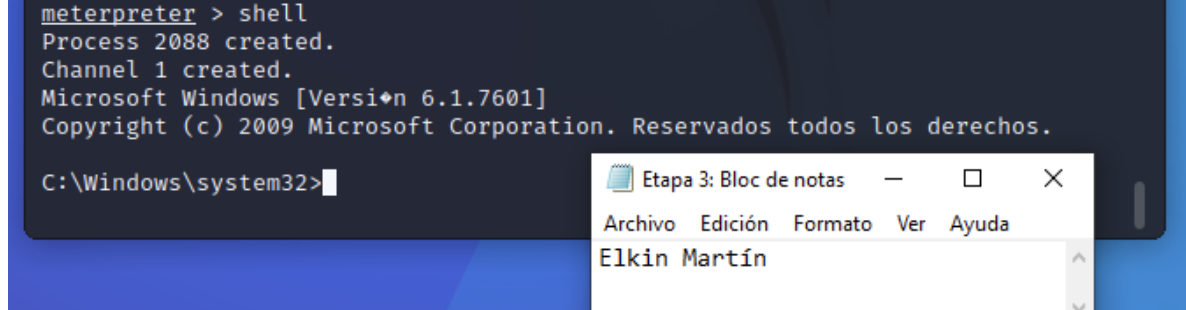 meterpreter > shell
Process 2088 created.
Channel 1 created.
Microsoft Windows [Versi�n 6.1.7601]
Copyright (c) 2009 Microsoft Corporation. Reservados todos los derechos.
C:\Windows\system32>
Etapa 3: Bloc de notas
Archivo Edición Formato Ver Ayuda
Elkin Martín